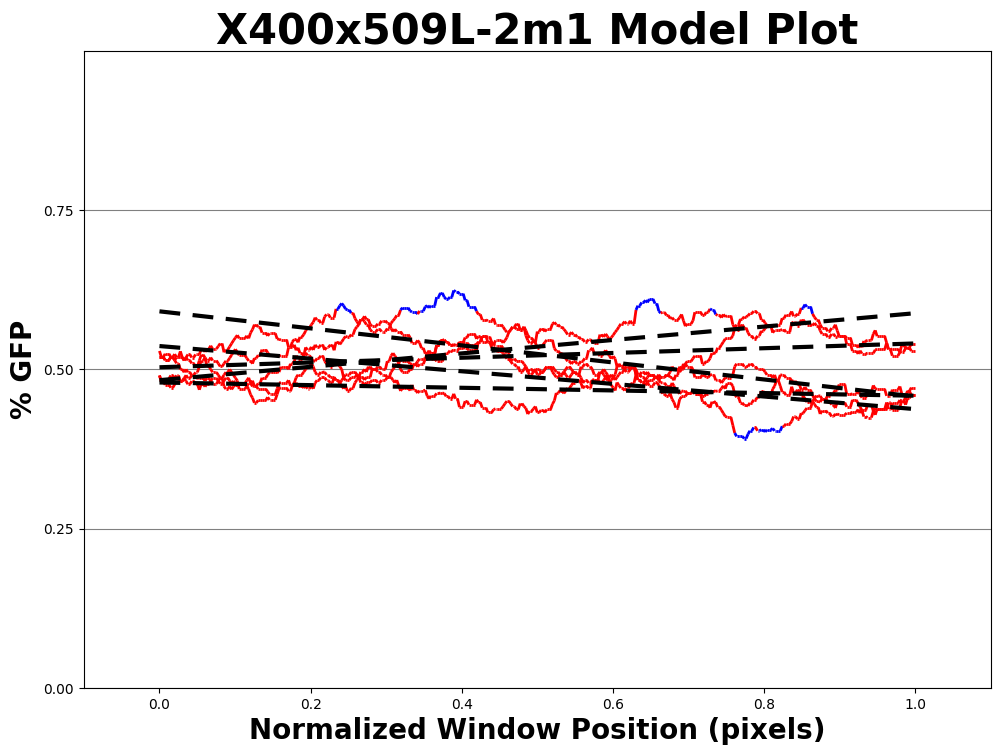 X400x509L-2m1 Model Plot
% GFP
0.75
0.50
0.25
0.00
0.0 0.2 0.4 0.6 0.8 1.0
Normalized Window Position (pixels)